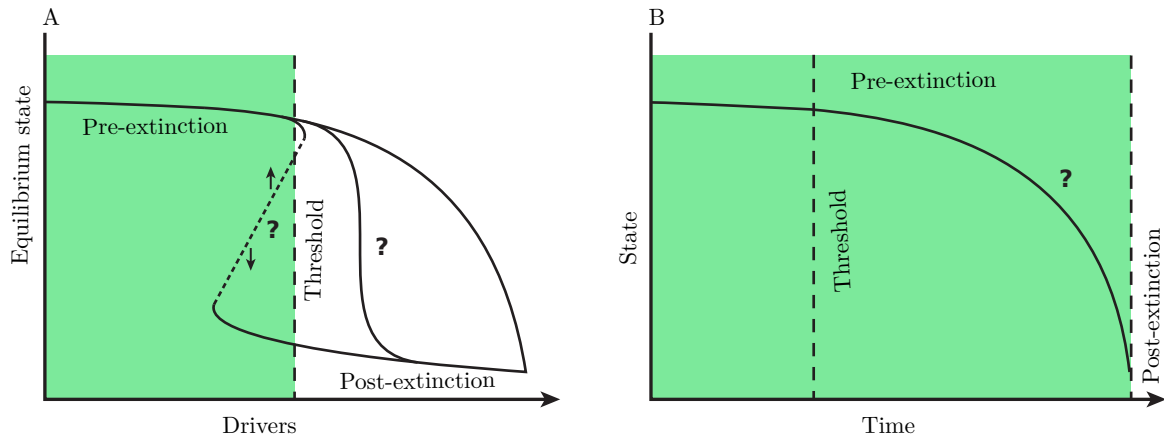 A
Equilibrium state
Pre-extinction
?
Threshold
?
Post-extinction
Drivers
B
State
Pre-extinction
Threshold
?
Post-extinction
Time